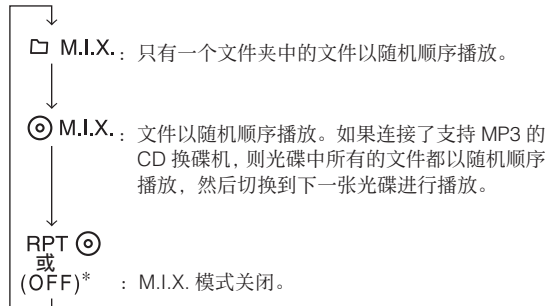 M.I.X. : 只有一个文件夹中的文件以随机顺序播放。
M.I.X. : 文件以随机顺序播放。如果连接了支持 MP3 的
CD 换碟机，则光碟中所有的文件都以随机顺序
播放，然后切换到下一张光碟进行播放。
RPT
或
(OFF)* : M.I.X. 模式关闭。